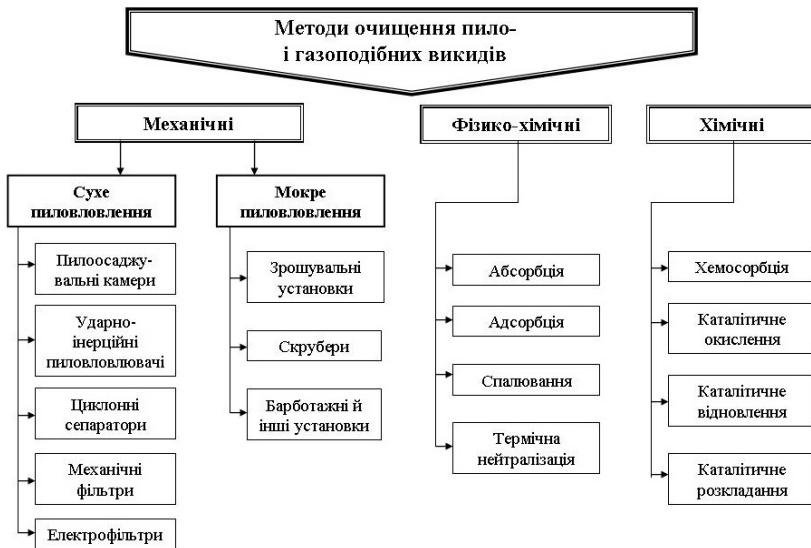 Методи очищення пило-
і газоподібних викидів
Механічні
Фізико-хімічні
Хімічні
Сухе
пиловловлення
Мокре
пиловловлення
Пилоосаджу-
вальні камери
Ударно-
інерційні
пиловловлювачі
Циклонні
сепаратори
Механічні
фільтри
Електрофільтри
Зрошувальні
установки
Скрубери
Барботажні й
інші установки
Абсорбція
Адсорбція
Спалювання
Термічна
нейтралізація
Хемосорбція
Каталітичне
окислення
Каталітичне
відновлення
Каталітичне
розкладання